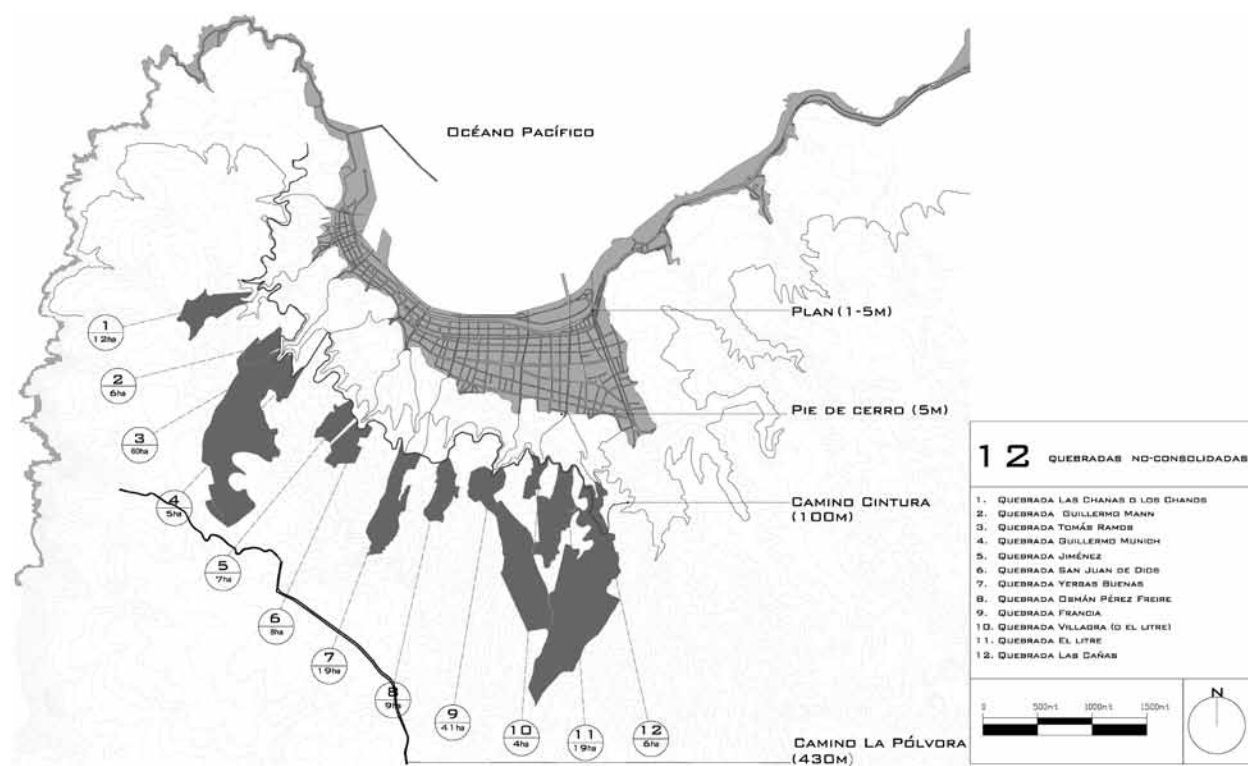 OCÉANO PACÍFICO
PLAN (1-5M)
PIE DE CERRO (5M)
CAMINO CINTURA
(100M)
CAMINO LA PÓLVORA
(430M)
1
12ha
2
6ha
3
60ha
4
5ha
5
7ha
6
8ha
7
19ha
8
9ha
9
41ha
10
4ha
11
19ha
12
6ha
12 QUEBRADAS NO-CONSOLIDADAS
1. QUEBRADA LAS CHANAS O LOS CHANOS
2. QUEBRADA GUILLERMO MANN
3. QUEBRADA TOMÁS RAMOS
4. QUEBRADA GUILLERMO MUNICH
5. QUEBRADA JIMÉNEZ
6. QUEBRADA SAN JUAN DE DIOS
7. QUEBRADA YERBAS BUENAS
8. QUEBRADA OSMÁN PÉREZ FREIRE
9. QUEBRADA FRANCIA
10. QUEBRADA VILLAGRA (O EL LITRE)
11. QUEBRADA EL LITRE
12. QUEBRADA LAS CAÑAS
0 500mt 1000mt 1500mt
N